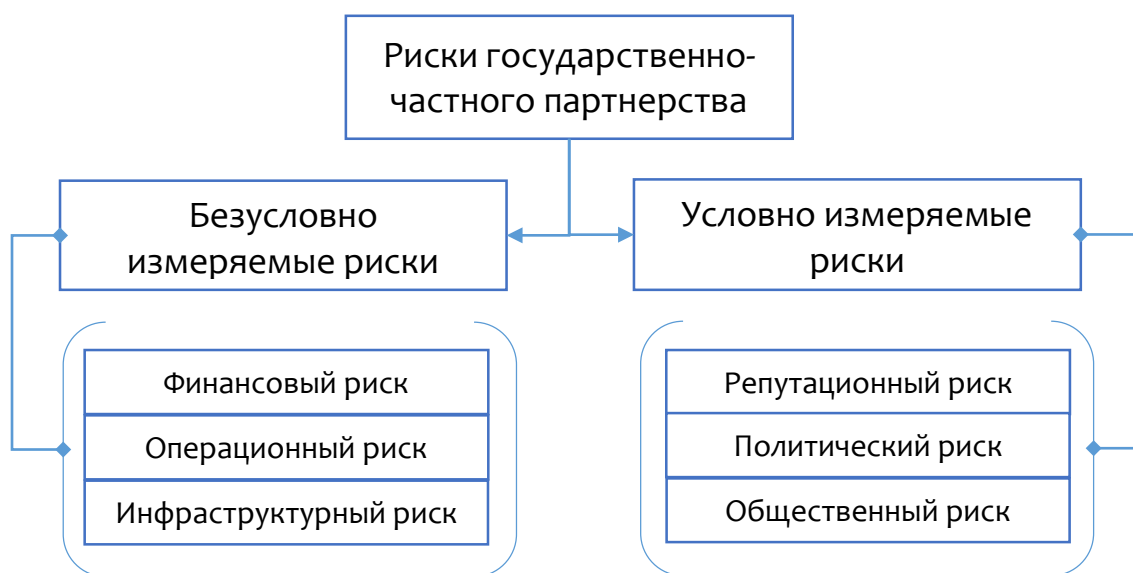 Риски государственно-
частного партнерства
Безусловно
измеряемые риски
Условно измеряемые
риски
Финансовый риск
Операционный риск
Инфраструктурный риск
Репутационный риск
Политический риск
Общественный риск